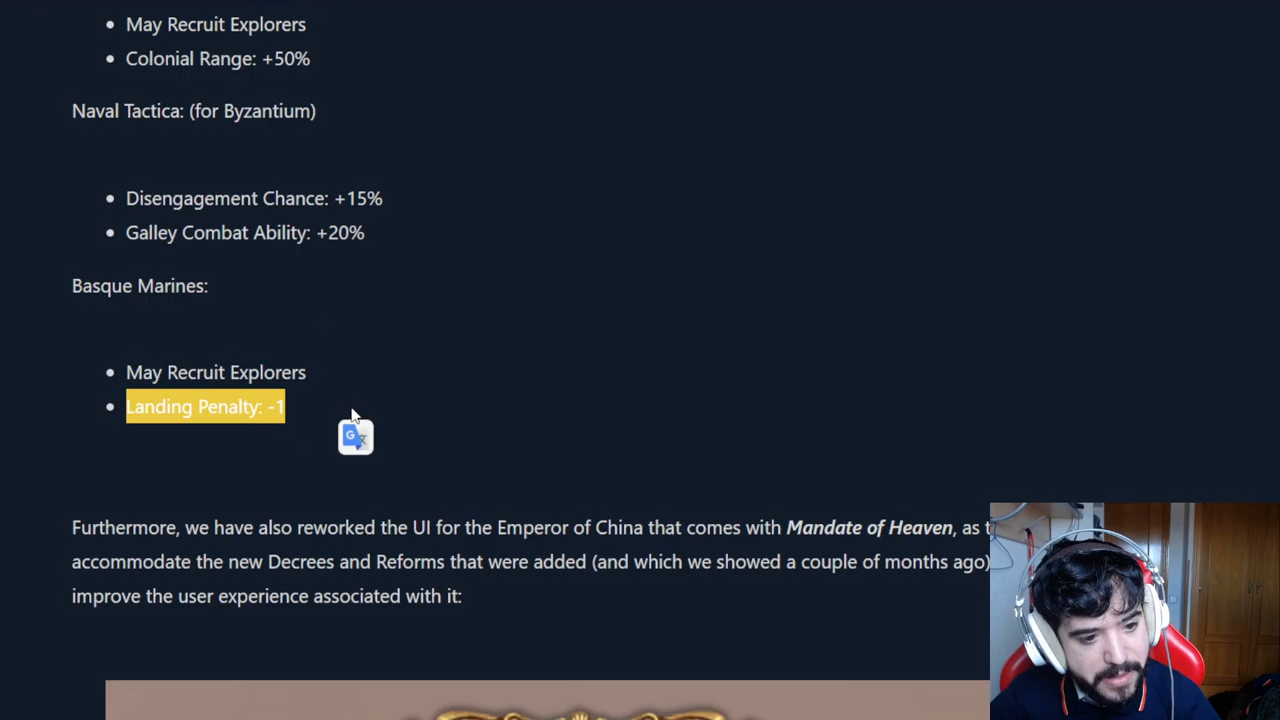 May Recruit Explorers
Colonial Range: +50%
Naval Tactica: (for Byzantium)
Disengagement Chance: +15%
Galley Combat Ability: +20%
Basque Marines:
May Recruit Explorers
Landing Penalty: -1
Furthermore, we have also reworked the UI for the Emperor of China that comes with Mandate of Heaven, as
accommodate the new Decrees and Reforms that were added (and which we showed a couple of months ago)
improve the user experience associated with it: